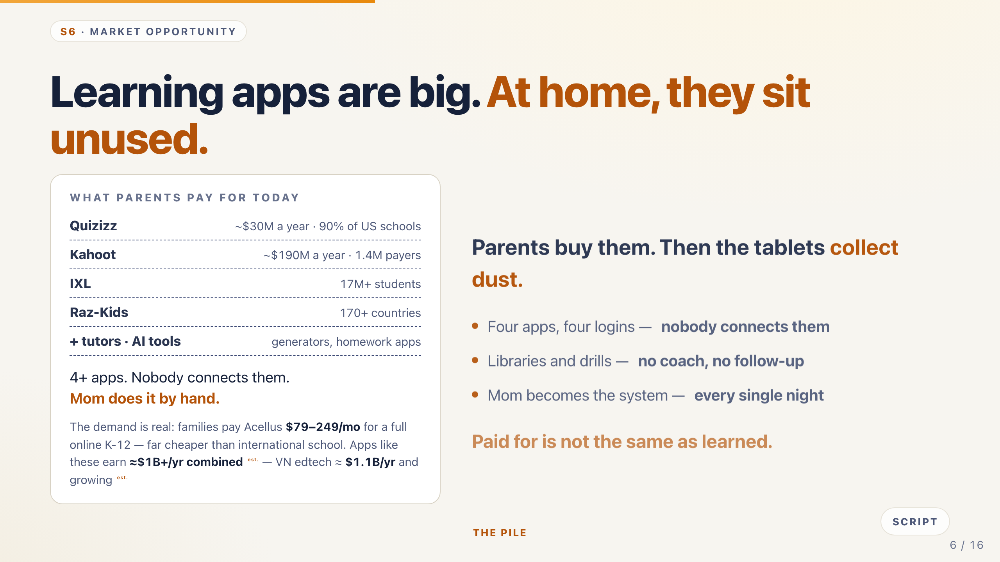 S6 · MARKET OPPORTUNITY
Learning apps are big. At home, they sit
unused.
WHAT PARENTS PAY FOR TODAY
Quizizz ~$30M a year · 90% of US schools
Kahoot ~$190M a year · 1.4M payers
IXL 17M+ students
Raz-Kids 170+ countries
+ tutors · AI tools generators, homework apps
4+ apps. Nobody connects them.
Mom does it by hand.
The demand is real: families pay Acellus $79–249/mo for a full
online K-12 — far cheaper than international school. Apps like
these earn ≈$1B+/yr combined est. — VN edtech ≈ $1.1B/yr and
growing est.
Parents buy them. Then the tablets collect
dust.
• Four apps, four logins — nobody connects them
• Libraries and drills — no coach, no follow-up
• Mom becomes the system — every single night
Paid for is not the same as learned.
THE PILE
SCRIPT
6 / 16